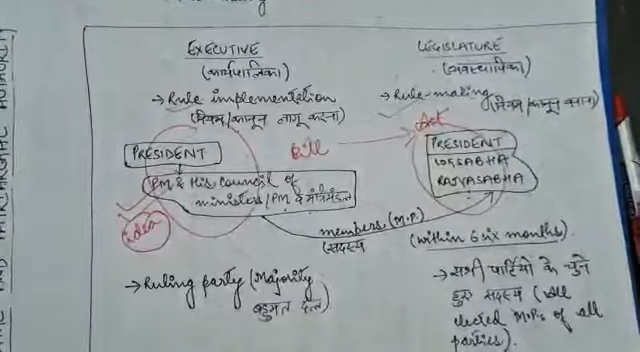 EXECUTIVE
(कार्यपालिका)
→ Rule implementation
(नियम/कानून लागू करना)
PRESIDENT
PM & His Council of
ministers/PM व मंत्रिमंडल
idea
→ Ruling party (Majority
बहुमत दल)
Bill
Act
members (M.P.)
(सदस्य
LEGISLATURE
(व्यवस्थापिका)
→ Rule-making
(नियम/कानून बनाना)
PRESIDENT
LOKSABHA
RAJYASABHA
(within 6 six months).
→ सभी पार्टियों के चुने
हुए सदस्य (all
elected M.P.s of all
parties).